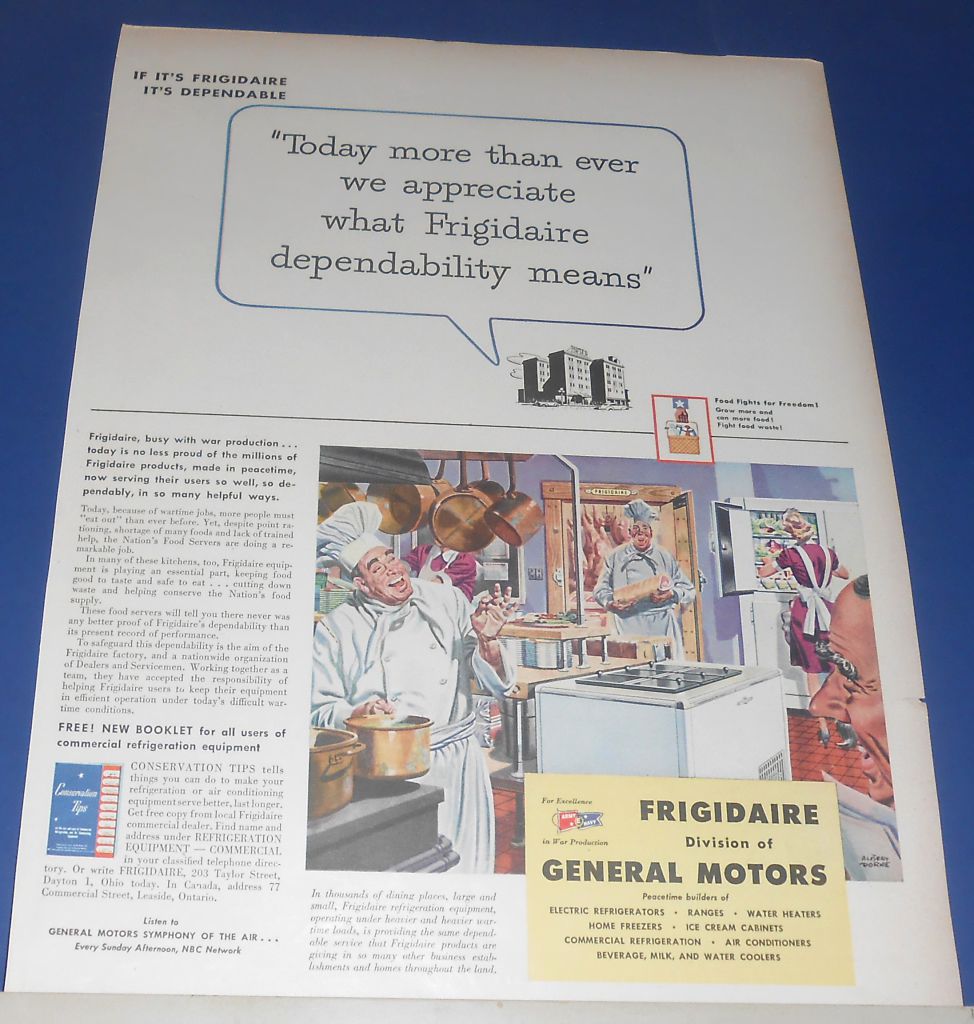 IF IT'S FRIGIDAIRE
IT'S DEPENDABLE
"Today more than ever
we appreciate
what Frigidaire
dependability means"
HOTEL
Food Fights for Freedom!
Grow more and
can more food!
Fight food waste!
Frigidaire, busy with war production...
today is no less proud of the millions of
Frigidaire products, made in peacetime,
now serving their users so well, so de-
pendably, in so many helpful ways.
Today, because of wartime jobs, more people must
"eat out" than ever before. Yet, despite point ra-
tioning, shortage of many foods and lack of trained
help, the Nation's Food Servers are doing a re-
markable job.
In many of these kitchens, too, Frigidaire equip-
ment is playing an essential part, keeping food
good to taste and safe to eat . . . cutting down
waste and helping conserve the Nation's food
supply.
These food servers will tell you there never was
any better proof of Frigidaire's dependability than
its present record of performance.
To safeguard this dependability is the aim of the
Frigidaire factory, and a nationwide organization
of Dealers and Servicemen. Working together as a
team, they have accepted the responsibility of
helping Frigidaire users to keep their equipment
in efficient operation under today's difficult war-
time conditions.
FREE! NEW BOOKLET for all users of
commercial refrigeration equipment
Conservation
Tips
CONSERVATION TIPS tells
things you can do to make your
refrigeration or air conditioning
equipment serve better, last longer.
Get free copy from local Frigidaire
commercial dealer. Find name and
address under REFRIGERATION
EQUIPMENT — COMMERCIAL
in your classified telephone direc-
tory. Or write FRIGIDAIRE, 203 Taylor Street,
Dayton 1, Ohio today. In Canada, address 77
Commercial Street, Leaside, Ontario.
Listen to
GENERAL MOTORS SYMPHONY OF THE AIR...
Every Sunday Afternoon, NBC Network
FRIGIDAIRE
ALBERT
DORNE
In thousands of dining places, large and
small, Frigidaire refrigeration equipment,
operating under heavier and heavier war-
time loads, is providing the same depend-
able service that Frigidaire products are
giving in so many other business estab-
lishments and homes throughout the land.
For Excellence
ARMY
E
NAVY
in War Production
FRIGIDAIRE
Division of
GENERAL MOTORS
Peacetime builders of
ELECTRIC REFRIGERATORS • RANGES • WATER HEATERS
HOME FREEZERS • ICE CREAM CABINETS
COMMERCIAL REFRIGERATION • AIR CONDITIONERS
BEVERAGE, MILK, AND WATER COOLERS